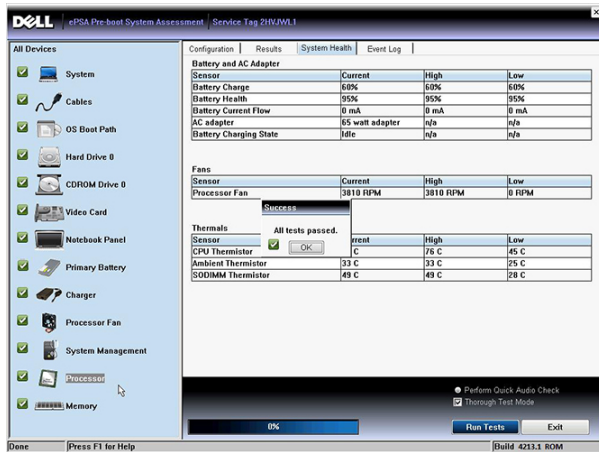 DELL ePSA Pre-boot System Assessment Service Tag 2HVJWL1
All Devices
System
Cables
OS Boot Path
Hard Drive 0
CDROM Drive 0
Video Card
Notebook Panel
Primary Battery
Charger
Processor Fan
System Management
Processor
Memory
Configuration Results System Health Event Log
Battery and AC Adapter
Sensor Current High Low
Battery Charge 60% 60% 60%
Battery Health 95% 95% 95%
Battery Current Flow 0 mA 0 mA 0 mA
AC adapter 65 watt adapter n/a n/a
Battery Charging State Idle n/a n/a
Fans
Sensor Current High Low
Processor Fan 3810 RPM 3810 RPM 0 RPM
Success
All tests passed.
OK
Thermals
Sensor rrent High Low
CPU Thermistor C 76 C 45 C
Ambient Thermistor 33 C 33 C 25 C
SODIMM Thermistor 49 C 49 C 28 C
Perform Quick Audio Check
Thorough Test Mode
0% Run Tests Exit
Done Press F1 for Help Build 4213.1 ROM